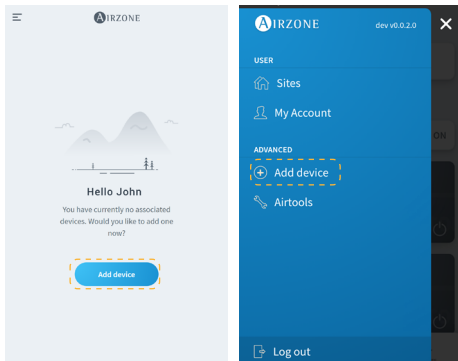 AIRZONE
Hello John
You have currently no associated
devices. Would you like to add one
now?
Add device
AIRZONE
dev v0.0.2.0
USER
Sites
My Account
ADVANCED
Add device
Airtools
Log out
ON